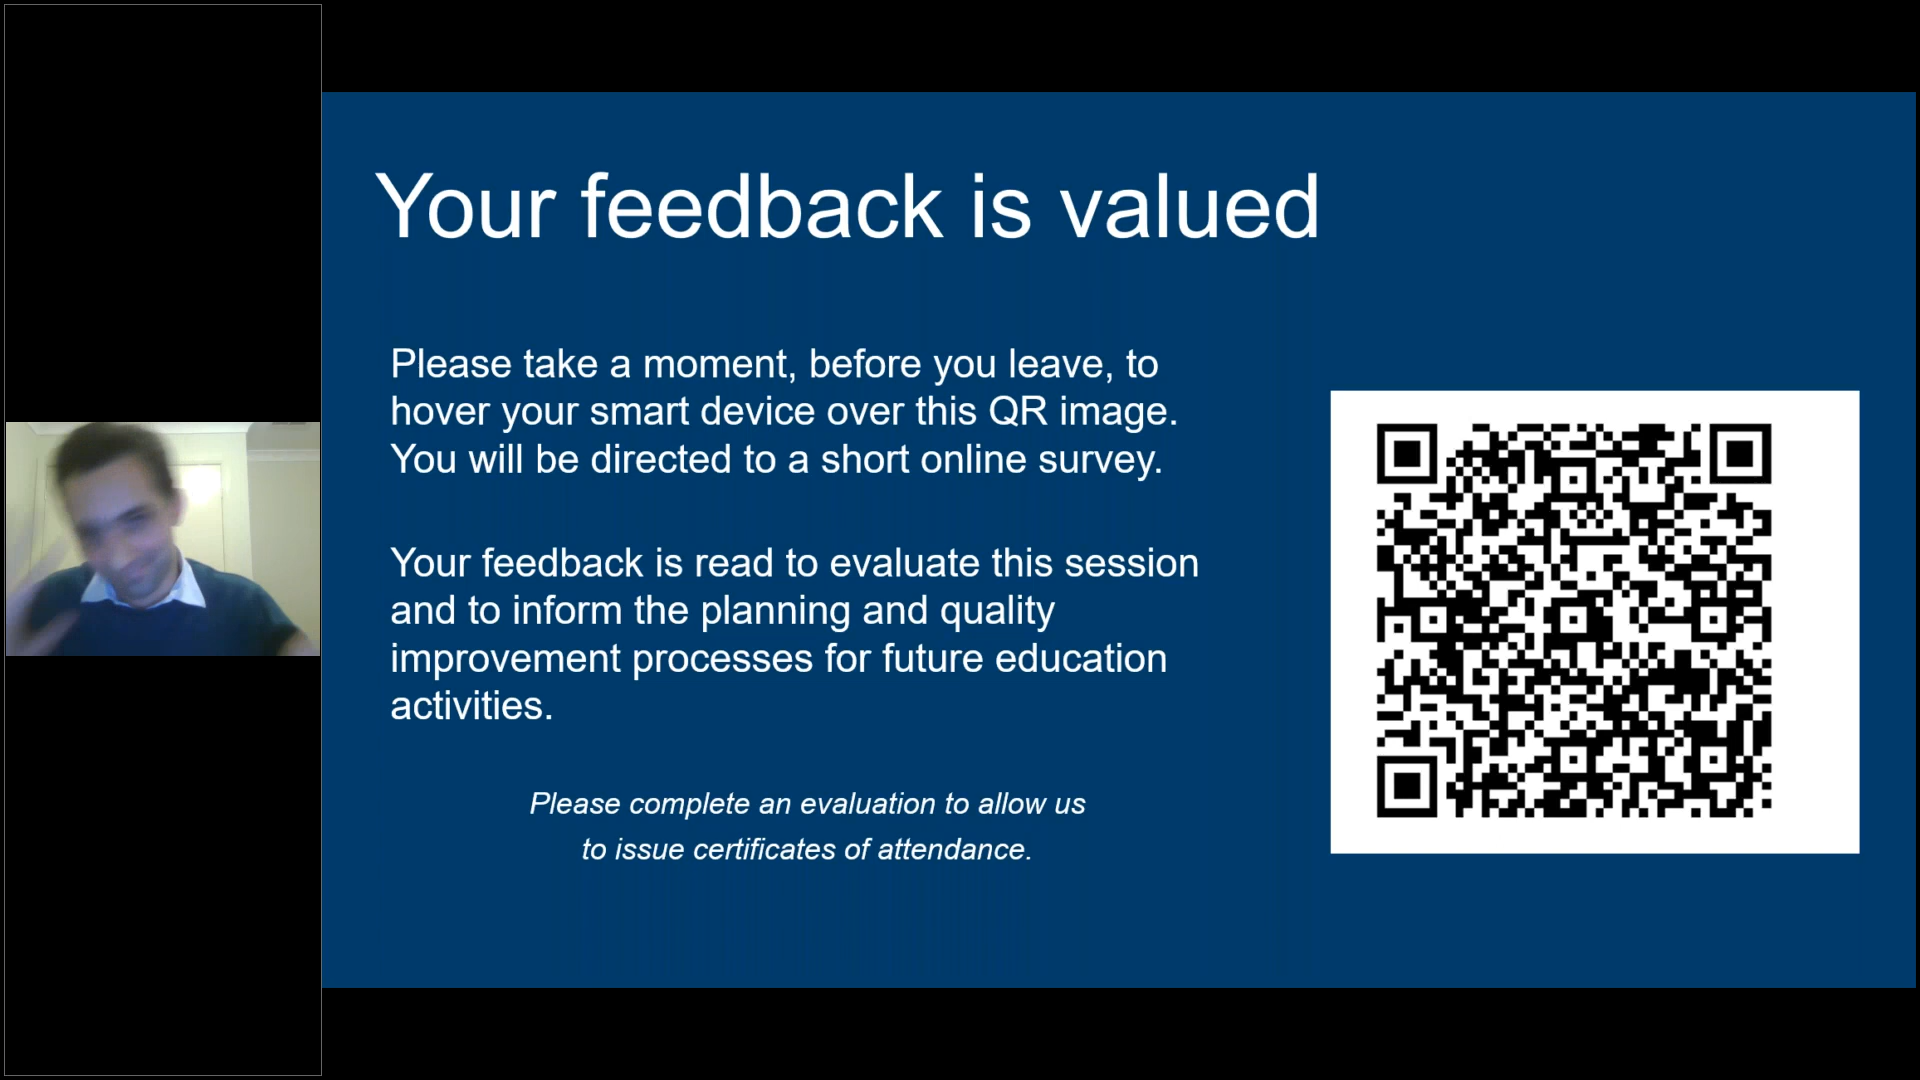 Your feedback is valued
Please take a moment, before you leave, to
hover your smart device over this QR image.
You will be directed to a short online survey.
Your feedback is read to evaluate this session
and to inform the planning and quality
improvement processes for future education
activities.
Please complete an evaluation to allow us
to issue certificates of attendance.